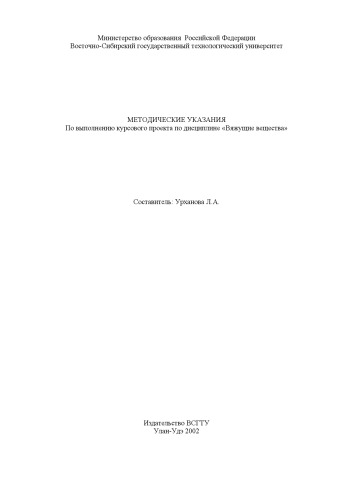 Министерство образования Российской Федерации
Восточно-Сибирский государственный технологический университет
МЕТОДИЧЕСКИЕ УКАЗАНИЯ
По выполнению курсового проекта по дисциплине «Вяжущие вещества»
Составитель: Урханова Л.А.
Издательство ВСГТУ
Улан-Удэ 2002